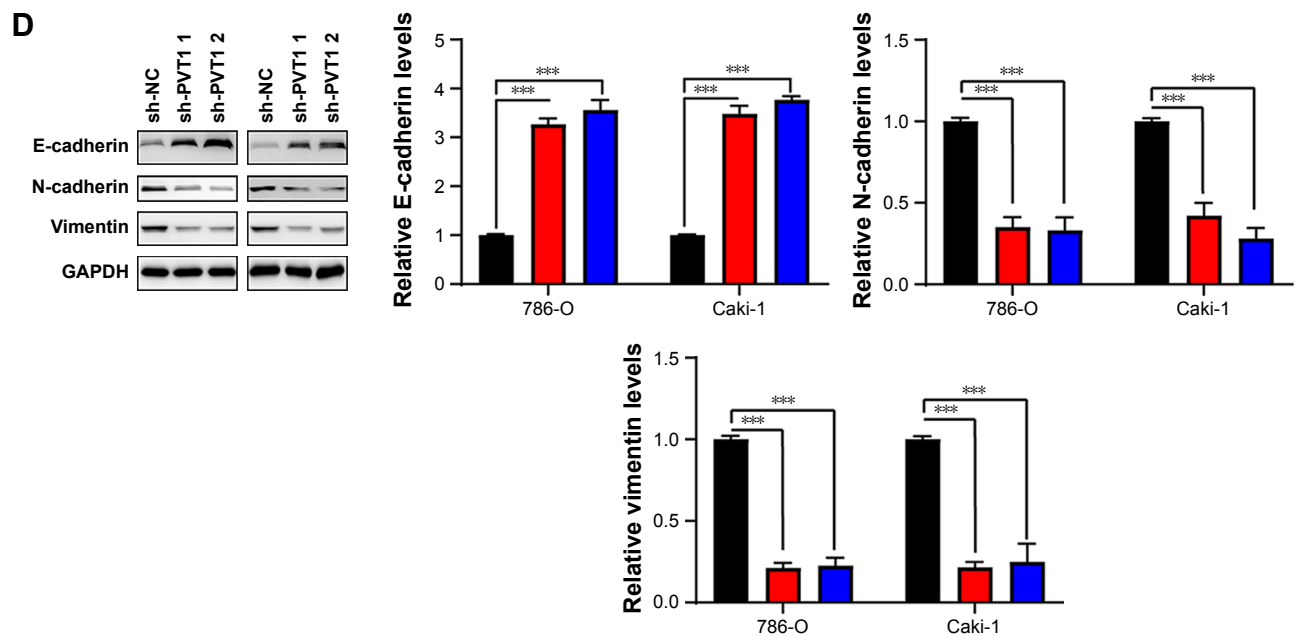 D
sh-NC
sh-PVT1 1
sh-PVT1 2
sh-NC
sh-PVT1 1
sh-PVT1 2
E-cadherin
N-cadherin
Vimentin
GAPDH
Relative E-cadherin levels
5
4
3
2
1
0
***
***
***
***
786-O
Caki-1
Relative N-cadherin levels
1.5
1.0
0.5
0.0
***
***
***
***
786-O
Caki-1
Relative vimentin levels
1.5
1.0
0.5
0.0
***
***
***
***
786-O
Caki-1